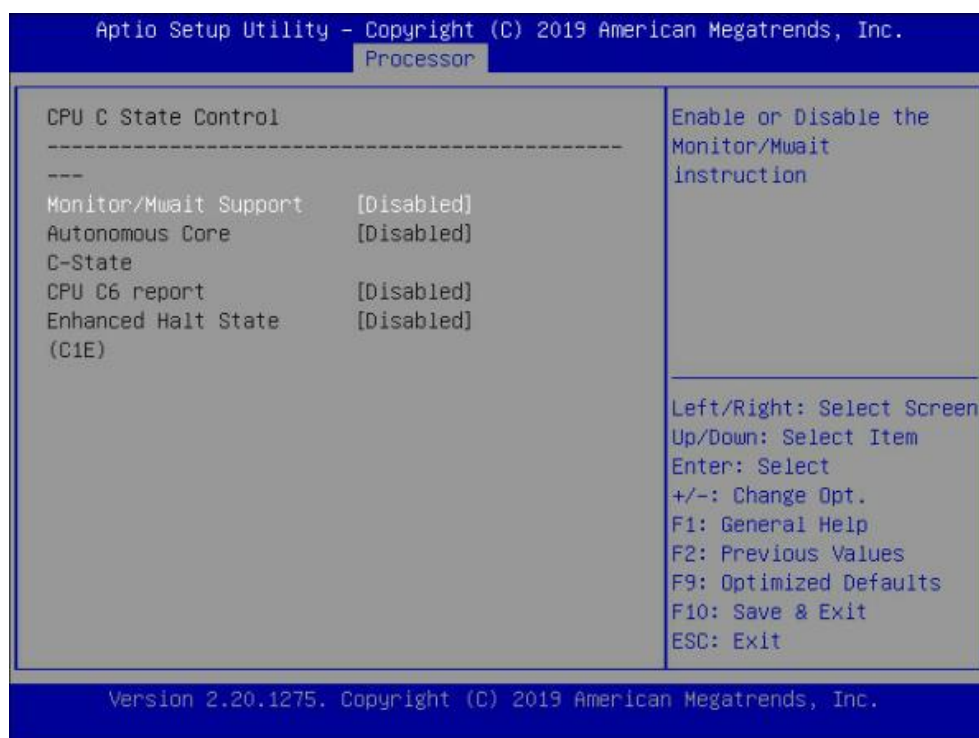 Aptio Setup Utility – Copyright (C) 2019 American Megatrends, Inc.
Processor
CPU C State Control
------------------------------------------------
---
Monitor/Mwait Support [Disabled]
Autonomous Core [Disabled]
C-State
CPU C6 report [Disabled]
Enhanced Halt State [Disabled]
(C1E)
Enable or Disable the
Monitor/Mwait
instruction
Left/Right: Select Screen
Up/Down: Select Item
Enter: Select
+/-: Change Opt.
F1: General Help
F2: Previous Values
F9: Optimized Defaults
F10: Save & Exit
ESC: Exit
Version 2.20.1275. Copyright (C) 2019 American Megatrends, Inc.